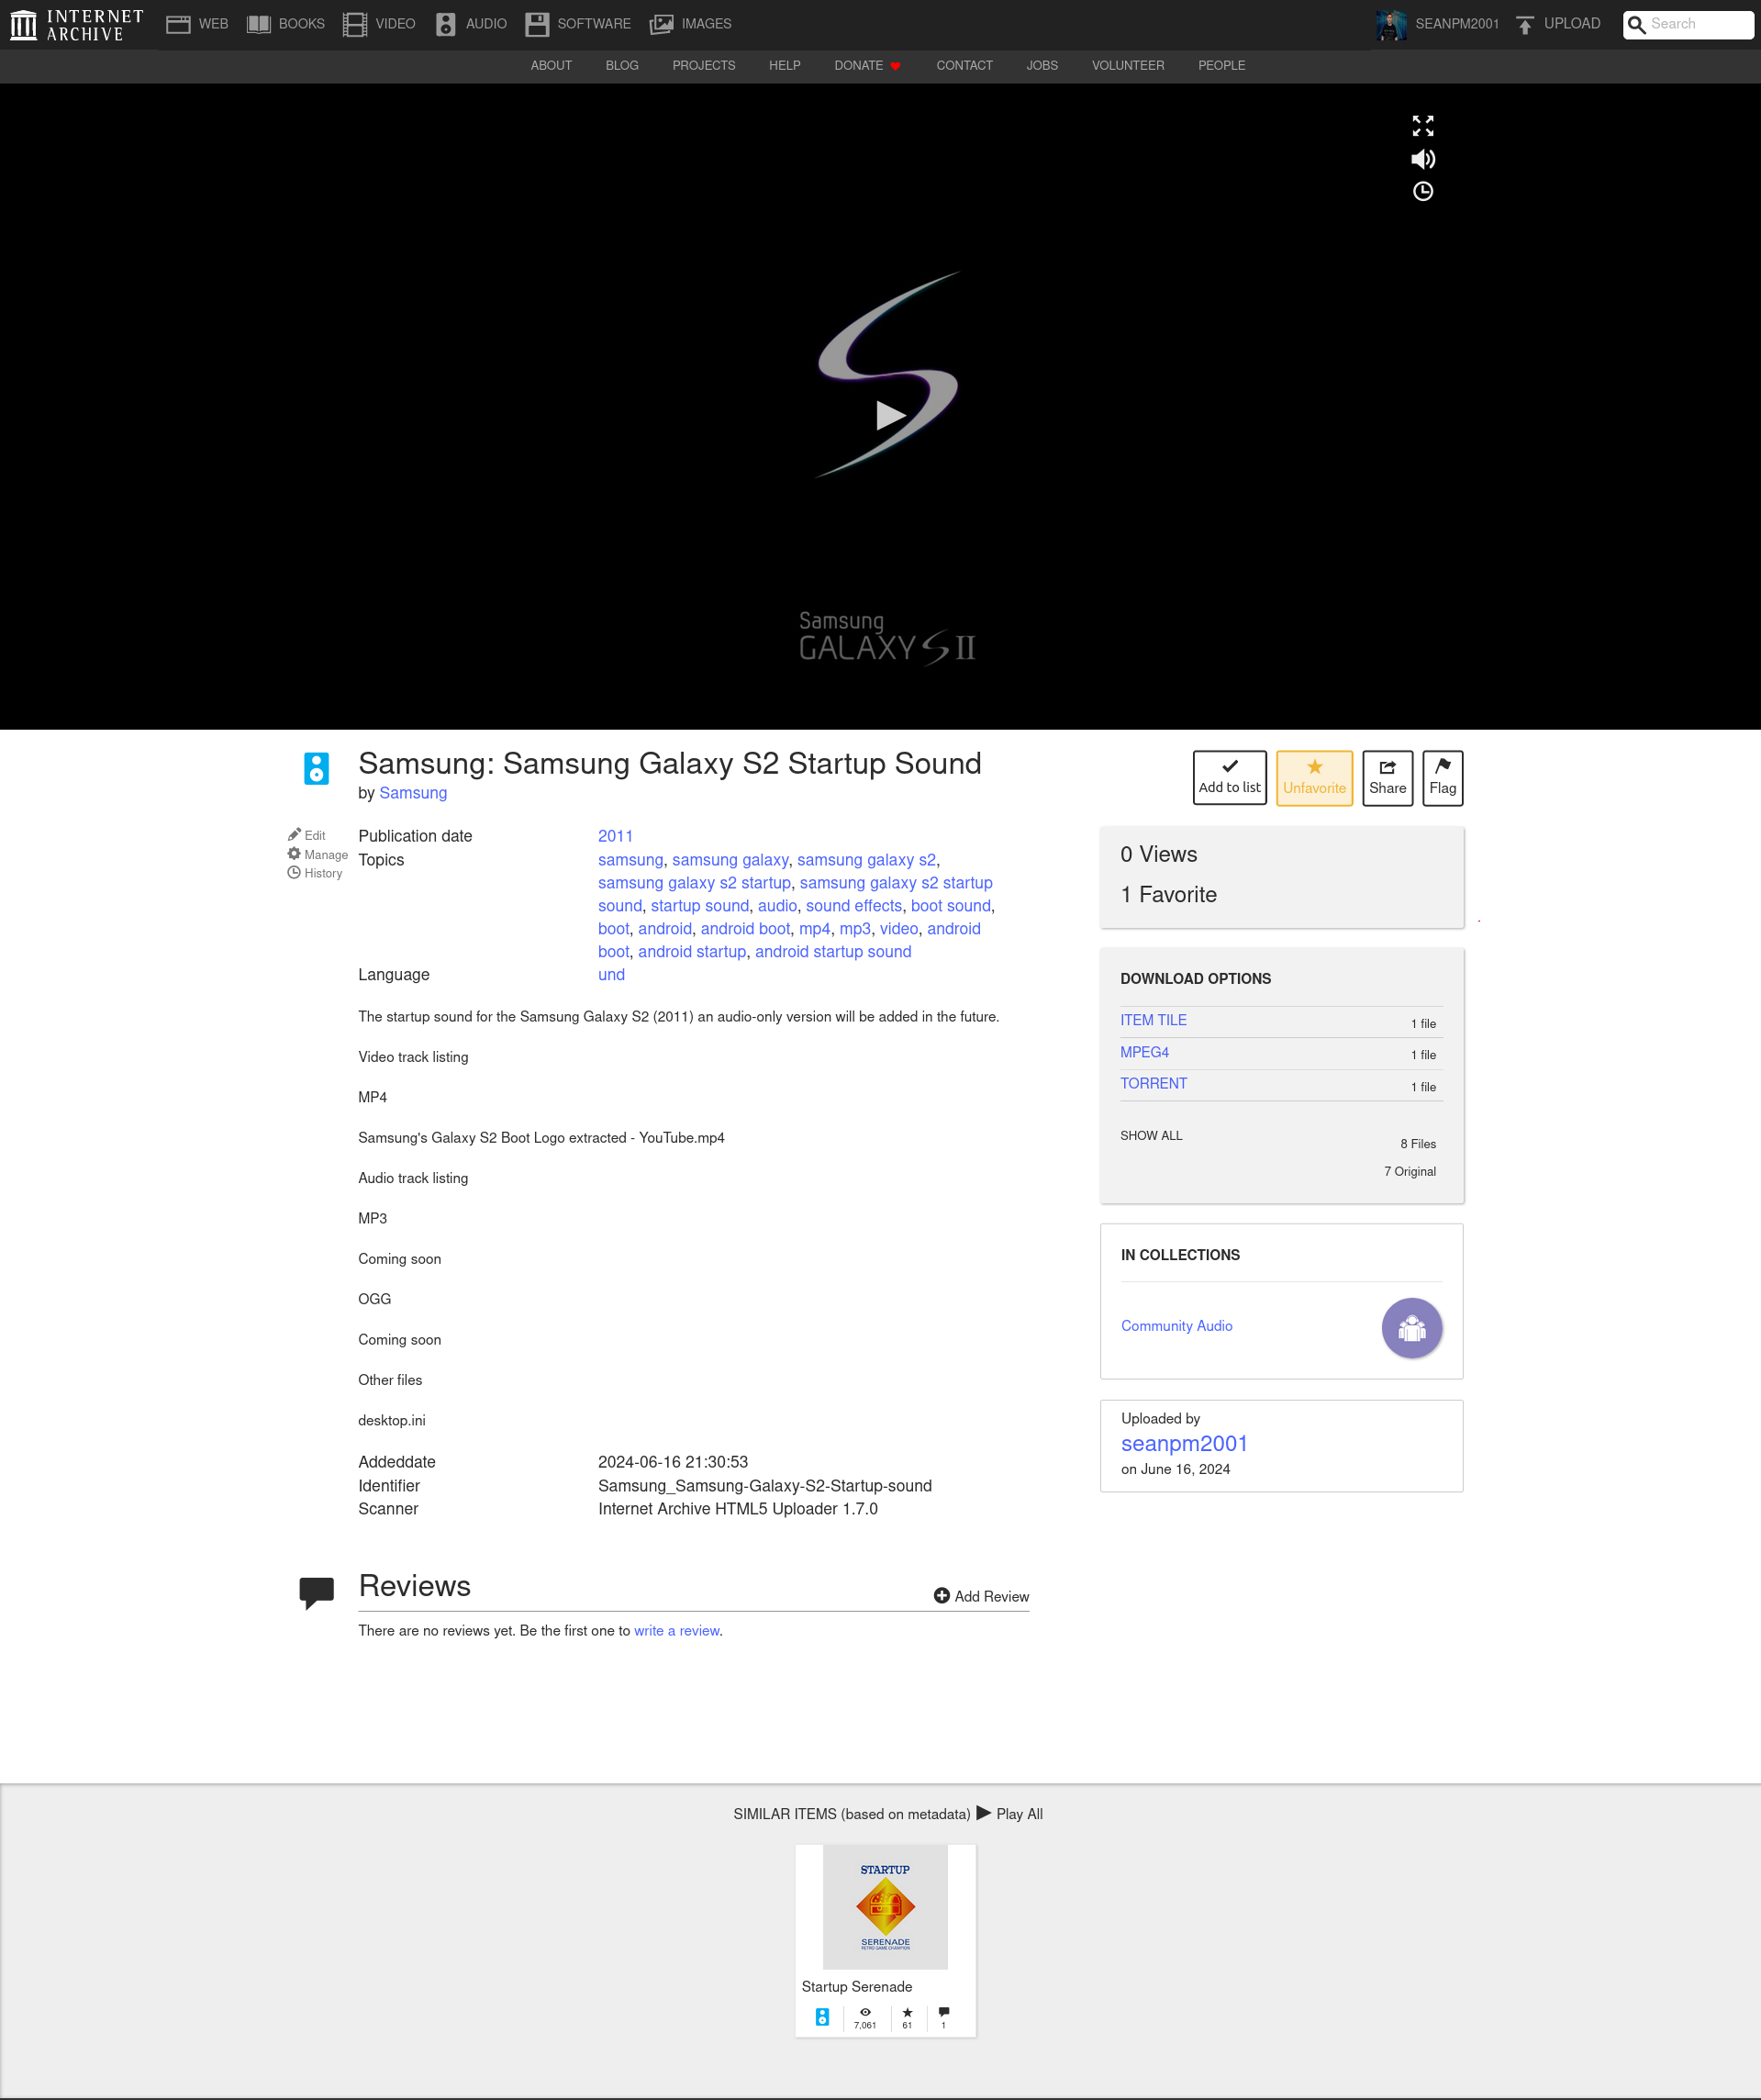 INTERNET ARCHIVE
WEB BOOKS VIDEO AUDIO SOFTWARE IMAGES SEANPM2001 UPLOAD Search
ABOUT BLOG PROJECTS HELP DONATE CONTACT JOBS VOLUNTEER PEOPLE
S
Samsung
GALAXY S II
Samsung: Samsung Galaxy S2 Startup Sound
by Samsung
Add to list
Unfavorite
Share
Flag
Edit
Manage
History
Publication date 2011
Topics samsung, samsung galaxy, samsung galaxy s2,
samsung galaxy s2 startup, samsung galaxy s2 startup
sound, startup sound, audio, sound effects, boot sound,
boot, android, android boot, mp4, mp3, video, android
boot, android startup, android startup sound
Language und
The startup sound for the Samsung Galaxy S2 (2011) an audio-only version will be added in the future.
Video track listing
MP4
Samsung's Galaxy S2 Boot Logo extracted - YouTube.mp4
Audio track listing
MP3
Coming soon
OGG
Coming soon
Other files
desktop.ini
Addeddate 2024-06-16 21:30:53
Identifier Samsung_Samsung-Galaxy-S2-Startup-sound
Scanner Internet Archive HTML5 Uploader 1.7.0
0 Views
1 Favorite
DOWNLOAD OPTIONS
ITEM TILE 1 file
MPEG4 1 file
TORRENT 1 file
SHOW ALL 8 Files
7 Original
IN COLLECTIONS
Community Audio
Uploaded by
seanpm2001
on June 16, 2024
Reviews
Add Review
There are no reviews yet. Be the first one to write a review.
SIMILAR ITEMS (based on metadata) Play All
STARTUP
SERENADE
RETRO GAME CHAMPION
Startup Serenade
7,061 61 1